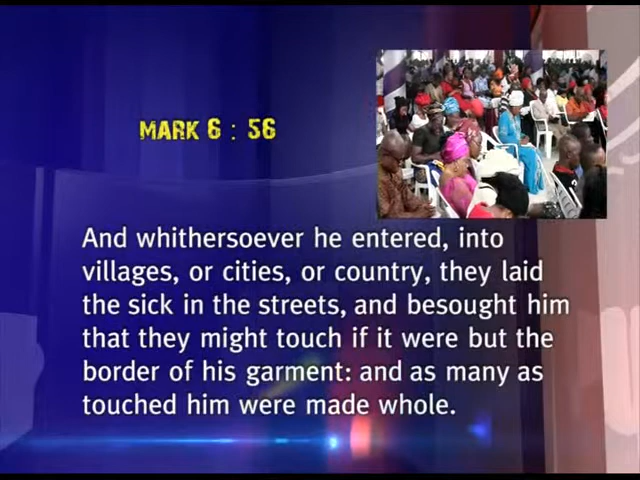 MARK 6 : 56
And whithersoever he entered, into
villages, or cities, or country, they laid
the sick in the streets, and besought him
that they might touch if it were but the
border of his garment: and as many as
touched him were made whole.